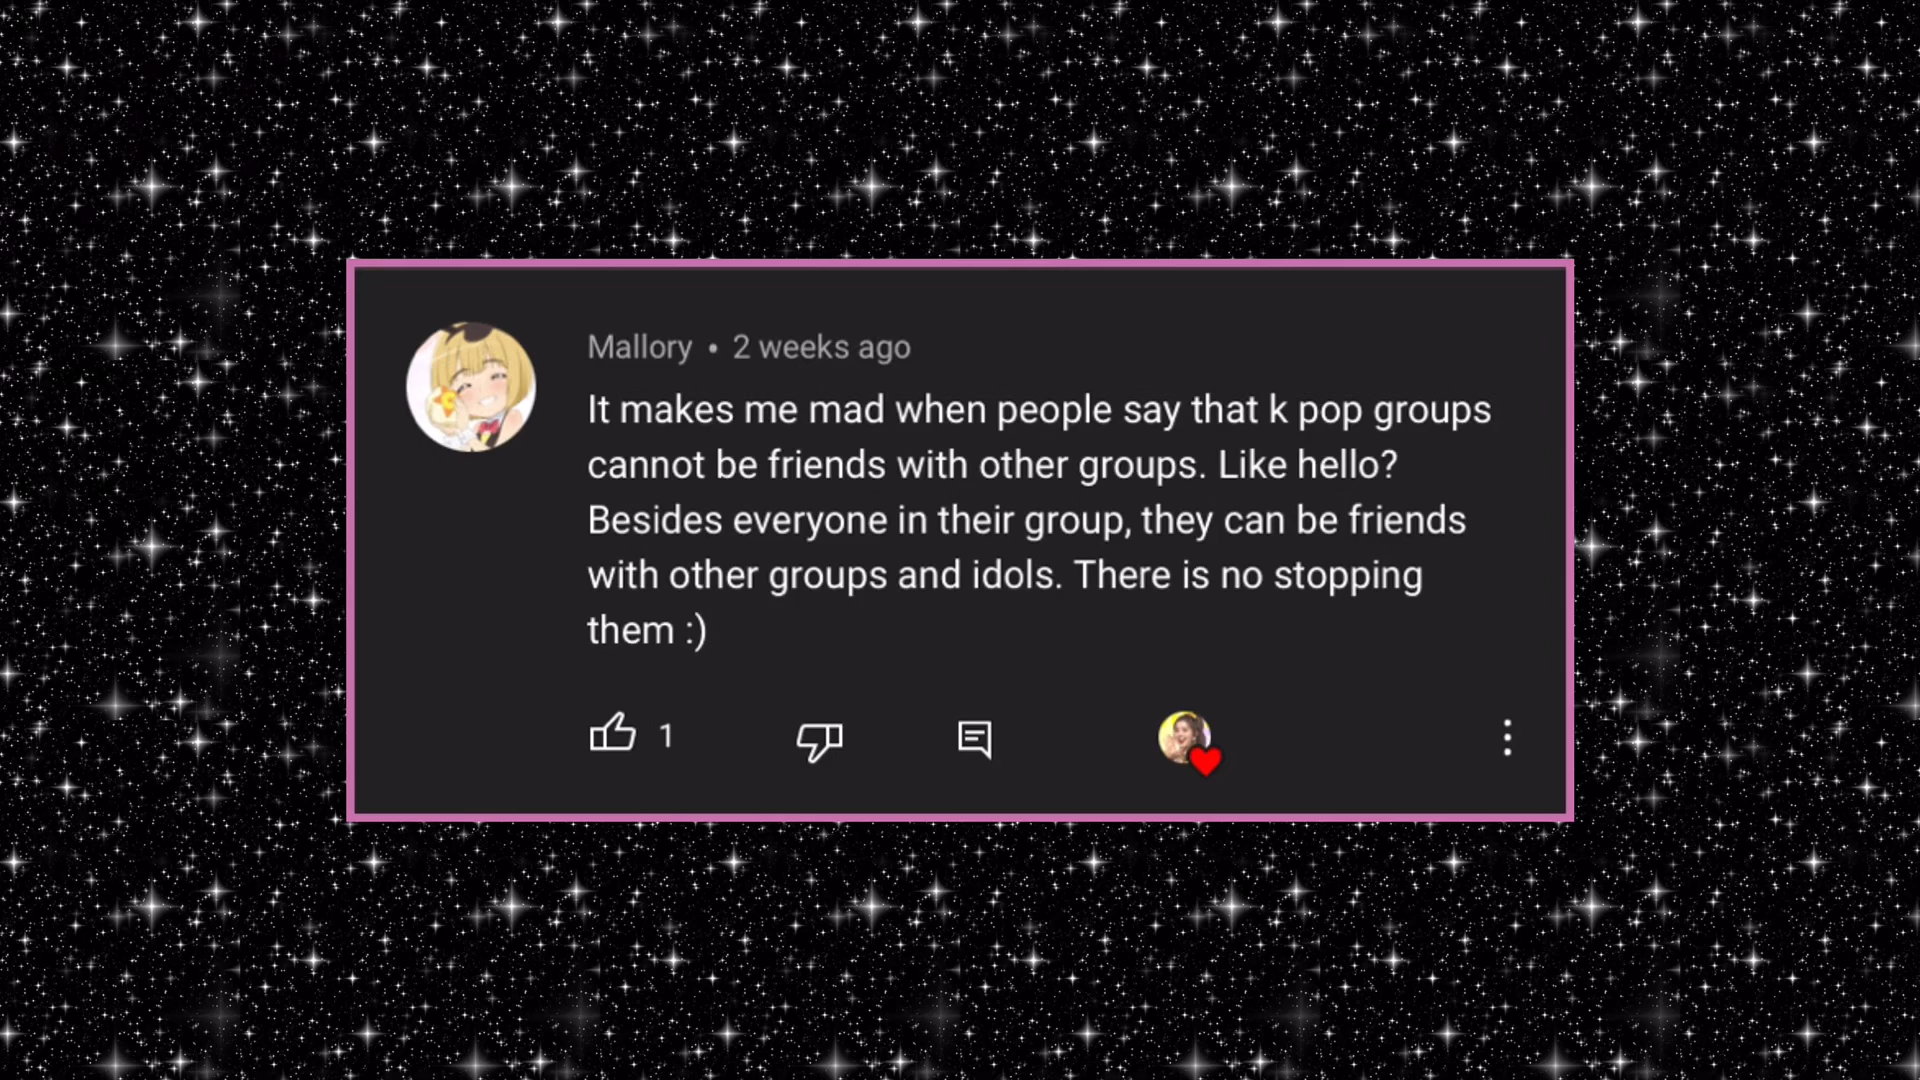 Mallory • 2 weeks ago
It makes me mad when people say that k pop groups
cannot be friends with other groups. Like hello?
Besides everyone in their group, they can be friends
with other groups and idols. There is no stopping
them :)
1